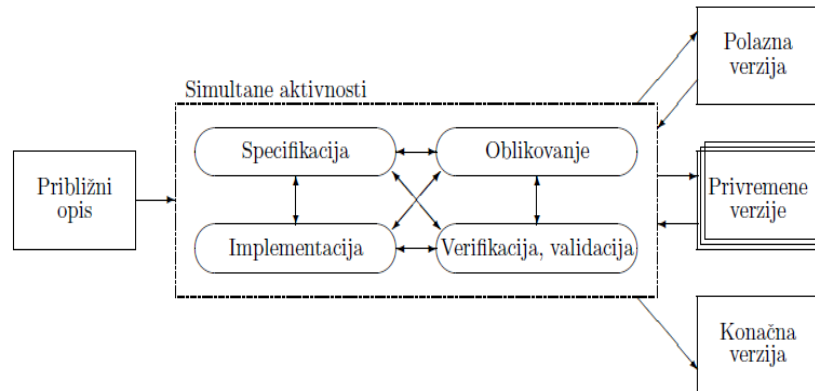 Polazna
verzija
Simultane aktivnosti
Specifikacija
Oblikovanje
Približni
opis
Privremene
verzije
Implementacija
Verifikacija, validacija
Konačna
verzija